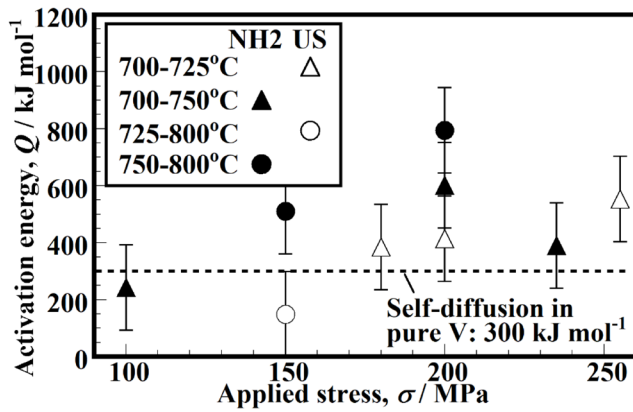 Activation energy, Q / kJ mol⁻¹
1200
1000
800
600
400
200
0
NH2 US
700-725°C
700-750°C
725-800°C
750-800°C
Self-diffusion in
pure V: 300 kJ mol⁻¹
100 150 200 250
Applied stress, σ / MPa